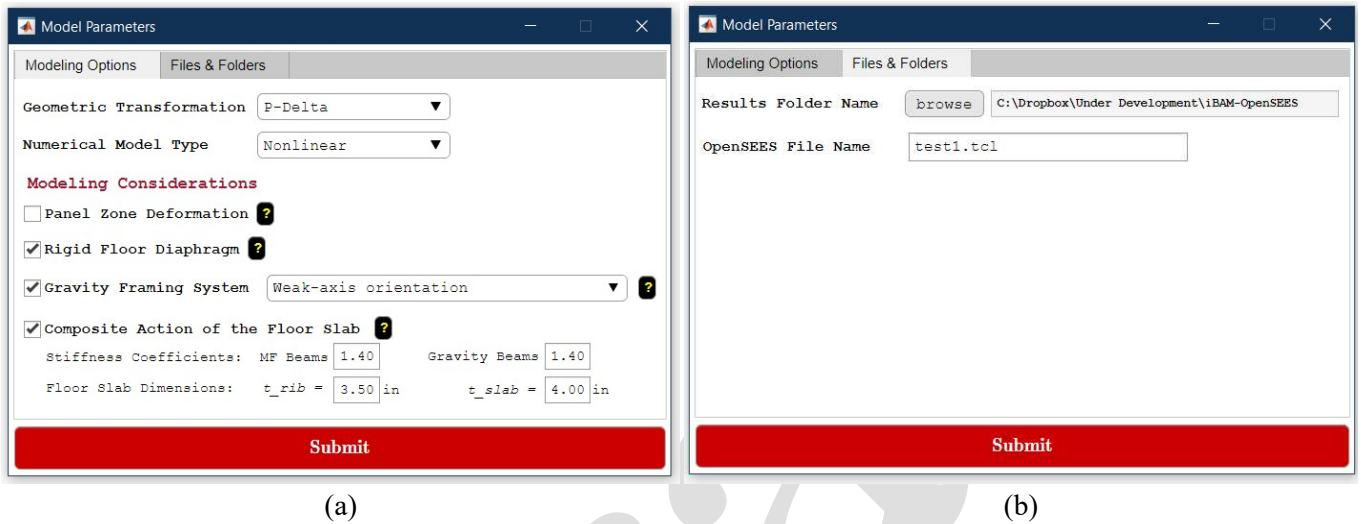 Model Parameters
Modeling Options Files & Folders
Geometric Transformation P-Delta
Numerical Model Type Nonlinear
Modeling Considerations
Panel Zone Deformation ?
Rigid Floor Diaphragm ?
Gravity Framing System Weak-axis orientation ?
Composite Action of the Floor Slab ?
Stiffness Coefficients: MF Beams 1.40 Gravity Beams 1.40
Floor Slab Dimensions: t_rib = 3.50 in t_slab = 4.00 in
Submit
(a)
Model Parameters
Modeling Options Files & Folders
Results Folder Name browse C:\Dropbox\Under Development\iBAM-OpenSEES
OpenSEES File Name test1.tcl
Submit
(b)